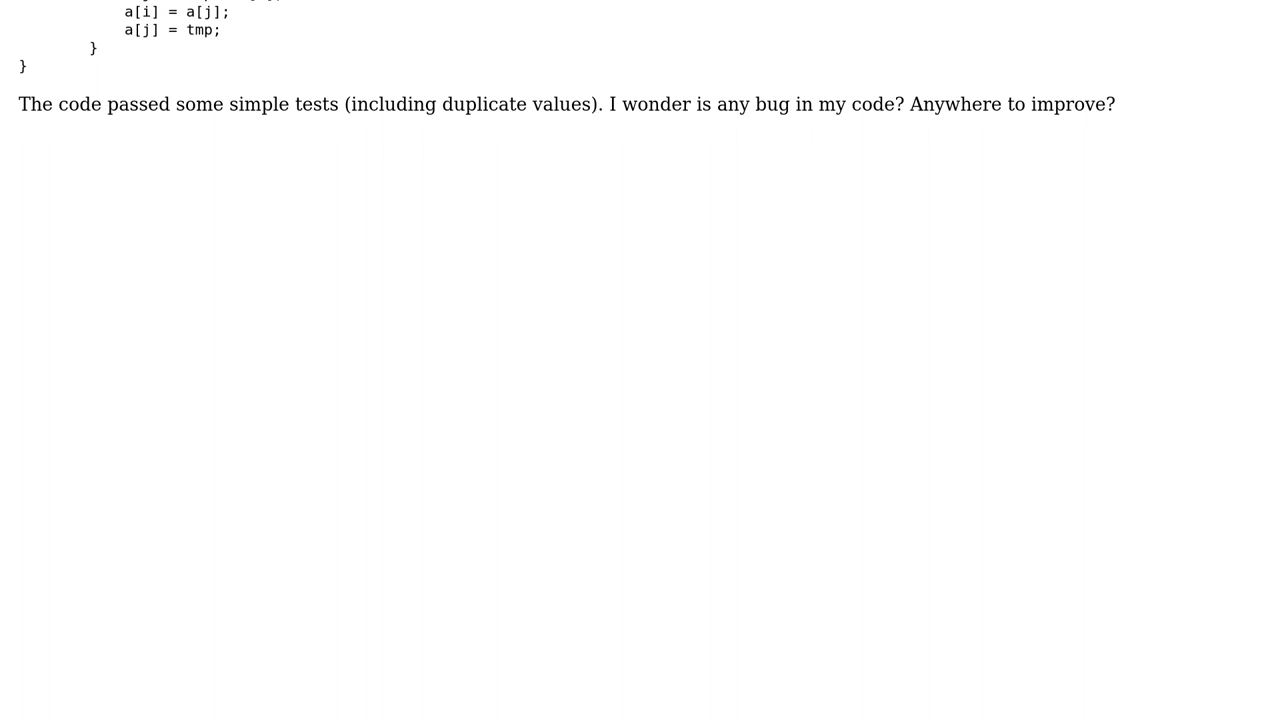 a[i] = a[j];
a[j] = tmp;
}
}
The code passed some simple tests (including duplicate values). I wonder is any bug in my code? Anywhere to improve?